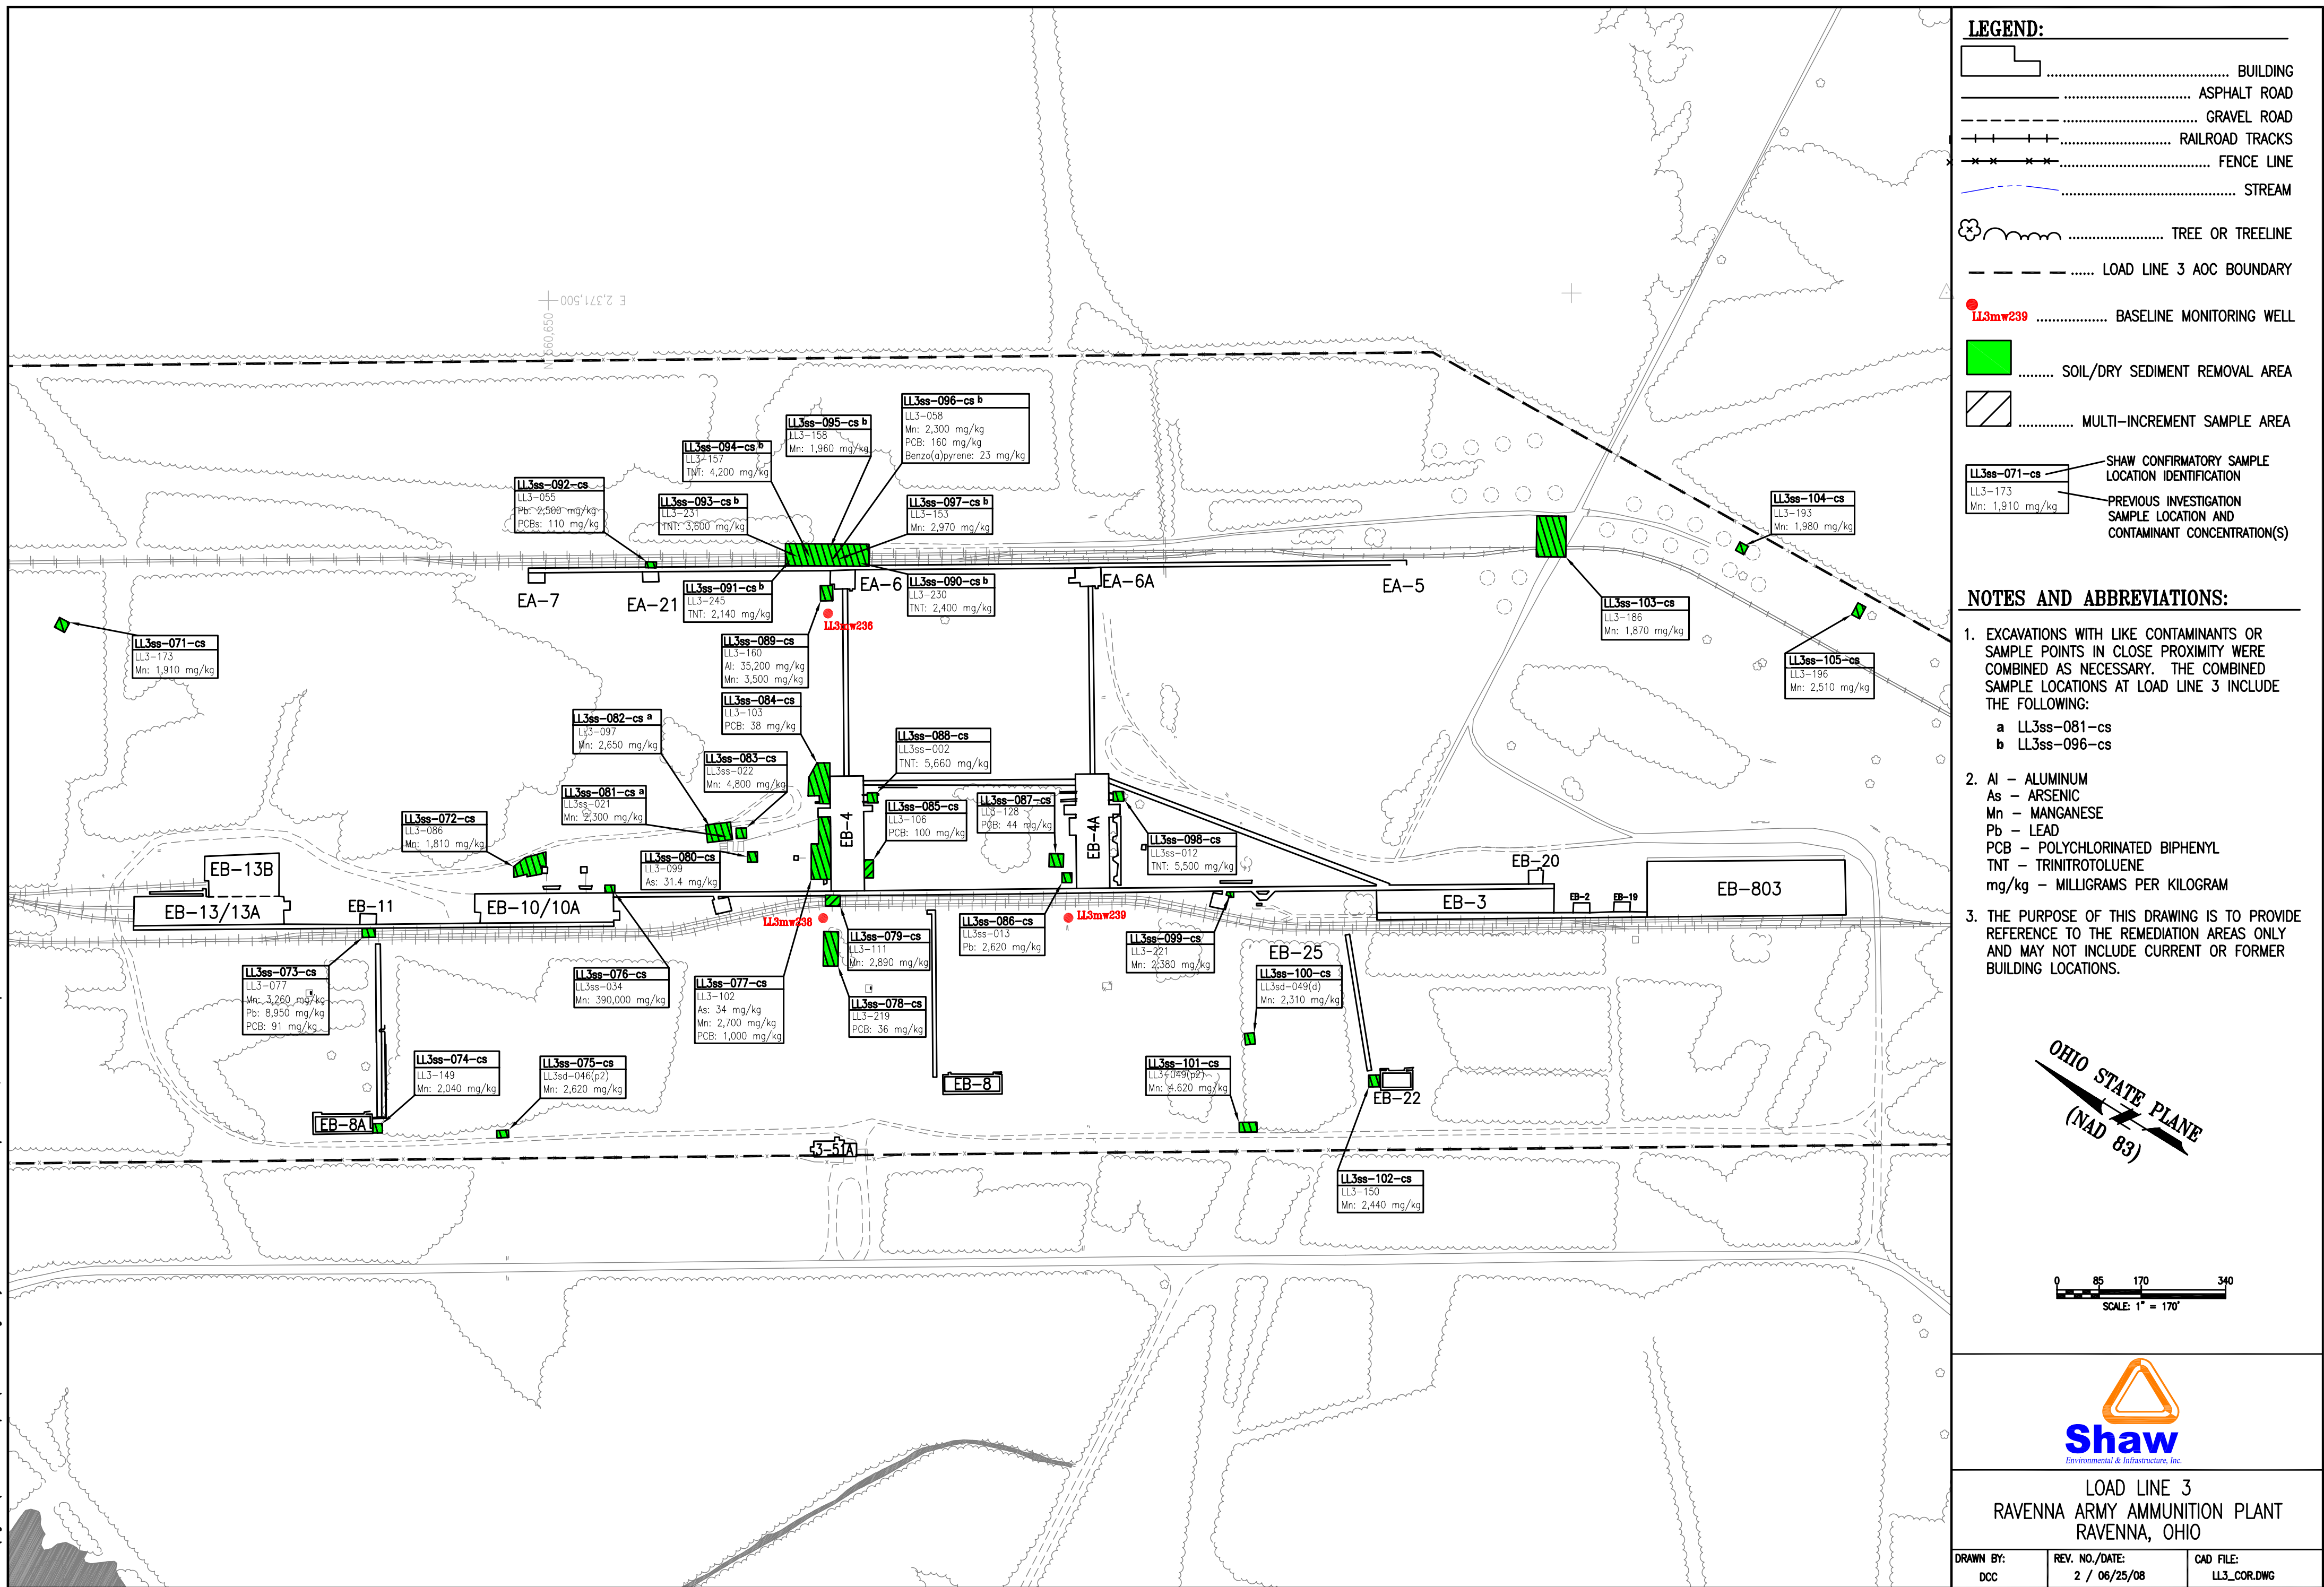 E 2,371,500
N 560,650
LL3ss-096-cs b
LL3-058
Mn: 2,300 mg/kg
PCB: 160 mg/kg
Benzo(a)pyrene: 23 mg/kg
LL3ss-095-cs b
LL3-158
Mn: 1,960 mg/kg
LL3ss-094-cs b
LL3-157
TNT: 4,200 mg/kg
LL3ss-092-cs
LL3-055
Pb: 2,500 mg/kg
PCBs: 110 mg/kg
LL3ss-093-cs b
LL3-231
TNT: 3,600 mg/kg
LL3ss-097-cs b
LL3-153
Mn: 2,970 mg/kg
LL3ss-104-cs
LL3-193
Mn: 1,980 mg/kg
EA-7
EA-21
LL3ss-091-cs b
LL3-245
TNT: 2,140 mg/kg
EA-6
LL3ss-090-cs b
LL3-230
TNT: 2,400 mg/kg
EA-6A
EA-5
LL3ss-103-cs
LL3-186
Mn: 1,870 mg/kg
LL3mw236
LL3ss-071-cs
LL3-173
Mn: 1,910 mg/kg
LL3ss-089-cs
LL3-160
Al: 35,200 mg/kg
Mn: 3,500 mg/kg
LL3ss-105-cs
LL3-196
Mn: 2,510 mg/kg
LL3ss-084-cs
LL3-103
PCB: 38 mg/kg
LL3ss-082-cs a
LL3-097
Mn: 2,650 mg/kg
LL3ss-088-cs
LL3ss-002
TNT: 5,660 mg/kg
LL3ss-083-cs
LL3ss-022
Mn: 4,800 mg/kg
LL3ss-081-cs a
LL3ss-021
Mn: 2,300 mg/kg
LL3ss-085-cs
LL3-106
PCB: 100 mg/kg
LL3ss-087-cs
LL3-128
PCB: 44 mg/kg
LL3ss-072-cs
LL3-086
Mn: 1,810 mg/kg
EB-4
EB-4A
LL3ss-098-cs
LL3ss-012
TNT: 5,500 mg/kg
LL3ss-080-cs
LL3-099
As: 31.4 mg/kg
EB-13B
EB-20
EB-803
EB-13/13A
EB-11
EB-10/10A
EB-3
EB-2
EB-19
LL3mw238
LL3mw239
LL3ss-086-cs
LL3ss-013
Pb: 2,620 mg/kg
LL3ss-079-cs
LL3-111
Mn: 2,890 mg/kg
LL3ss-099-cs
LL3-221
Mn: 2,380 mg/kg
EB-25
LL3ss-100-cs
LL3sd-049(d)
Mn: 2,310 mg/kg
LL3ss-073-cs
LL3-077
Mn: 3,260 mg/kg
Pb: 8,950 mg/kg
PCB: 91 mg/kg
LL3ss-076-cs
LL3ss-034
Mn: 390,000 mg/kg
LL3ss-077-cs
LL3-102
As: 34 mg/kg
Mn: 2,700 mg/kg
PCB: 1,000 mg/kg
LL3ss-078-cs
LL3-219
PCB: 36 mg/kg
LL3ss-074-cs
LL3-149
Mn: 2,040 mg/kg
LL3ss-075-cs
LL3sd-046(p2)
Mn: 2,620 mg/kg
LL3ss-101-cs
LL3-049(p2)
Mn: 4,620 mg/kg
EB-8
EB-22
EB-8A
3-51A
LL3ss-102-cs
LL3-150
Mn: 2,440 mg/kg
LEGEND:
BUILDING
ASPHALT ROAD
GRAVEL ROAD
RAILROAD TRACKS
FENCE LINE
STREAM
TREE OR TREELINE
LOAD LINE 3 AOC BOUNDARY
LL3mw239 BASELINE MONITORING WELL
SOIL/DRY SEDIMENT REMOVAL AREA
MULTI-INCREMENT SAMPLE AREA
LL3ss-071-cs
LL3-173
Mn: 1,910 mg/kg
SHAW CONFIRMATORY SAMPLE
LOCATION IDENTIFICATION
PREVIOUS INVESTIGATION
SAMPLE LOCATION AND
CONTAMINANT CONCENTRATION(S)
NOTES AND ABBREVIATIONS:
1. EXCAVATIONS WITH LIKE CONTAMINANTS OR
SAMPLE POINTS IN CLOSE PROXIMITY WERE
COMBINED AS NECESSARY. THE COMBINED
SAMPLE LOCATIONS AT LOAD LINE 3 INCLUDE
THE FOLLOWING:
a LL3ss-081-cs
b LL3ss-096-cs
2. Al - ALUMINUM
As - ARSENIC
Mn - MANGANESE
Pb - LEAD
PCB - POLYCHLORINATED BIPHENYL
TNT - TRINITROTOLUENE
mg/kg - MILLIGRAMS PER KILOGRAM
3. THE PURPOSE OF THIS DRAWING IS TO PROVIDE
REFERENCE TO THE REMEDIATION AREAS ONLY
AND MAY NOT INCLUDE CURRENT OR FORMER
BUILDING LOCATIONS.
OHIO STATE PLANE
(NAD 83)
0 85 170 340
SCALE: 1" = 170'
Shaw
Environmental & Infrastructure, Inc.
LOAD LINE 3
RAVENNA ARMY AMMUNITION PLANT
RAVENNA, OHIO
DRAWN BY:
DCC
REV. NO./DATE:
2 / 06/25/08
CAD FILE:
LL3_COR.DWG